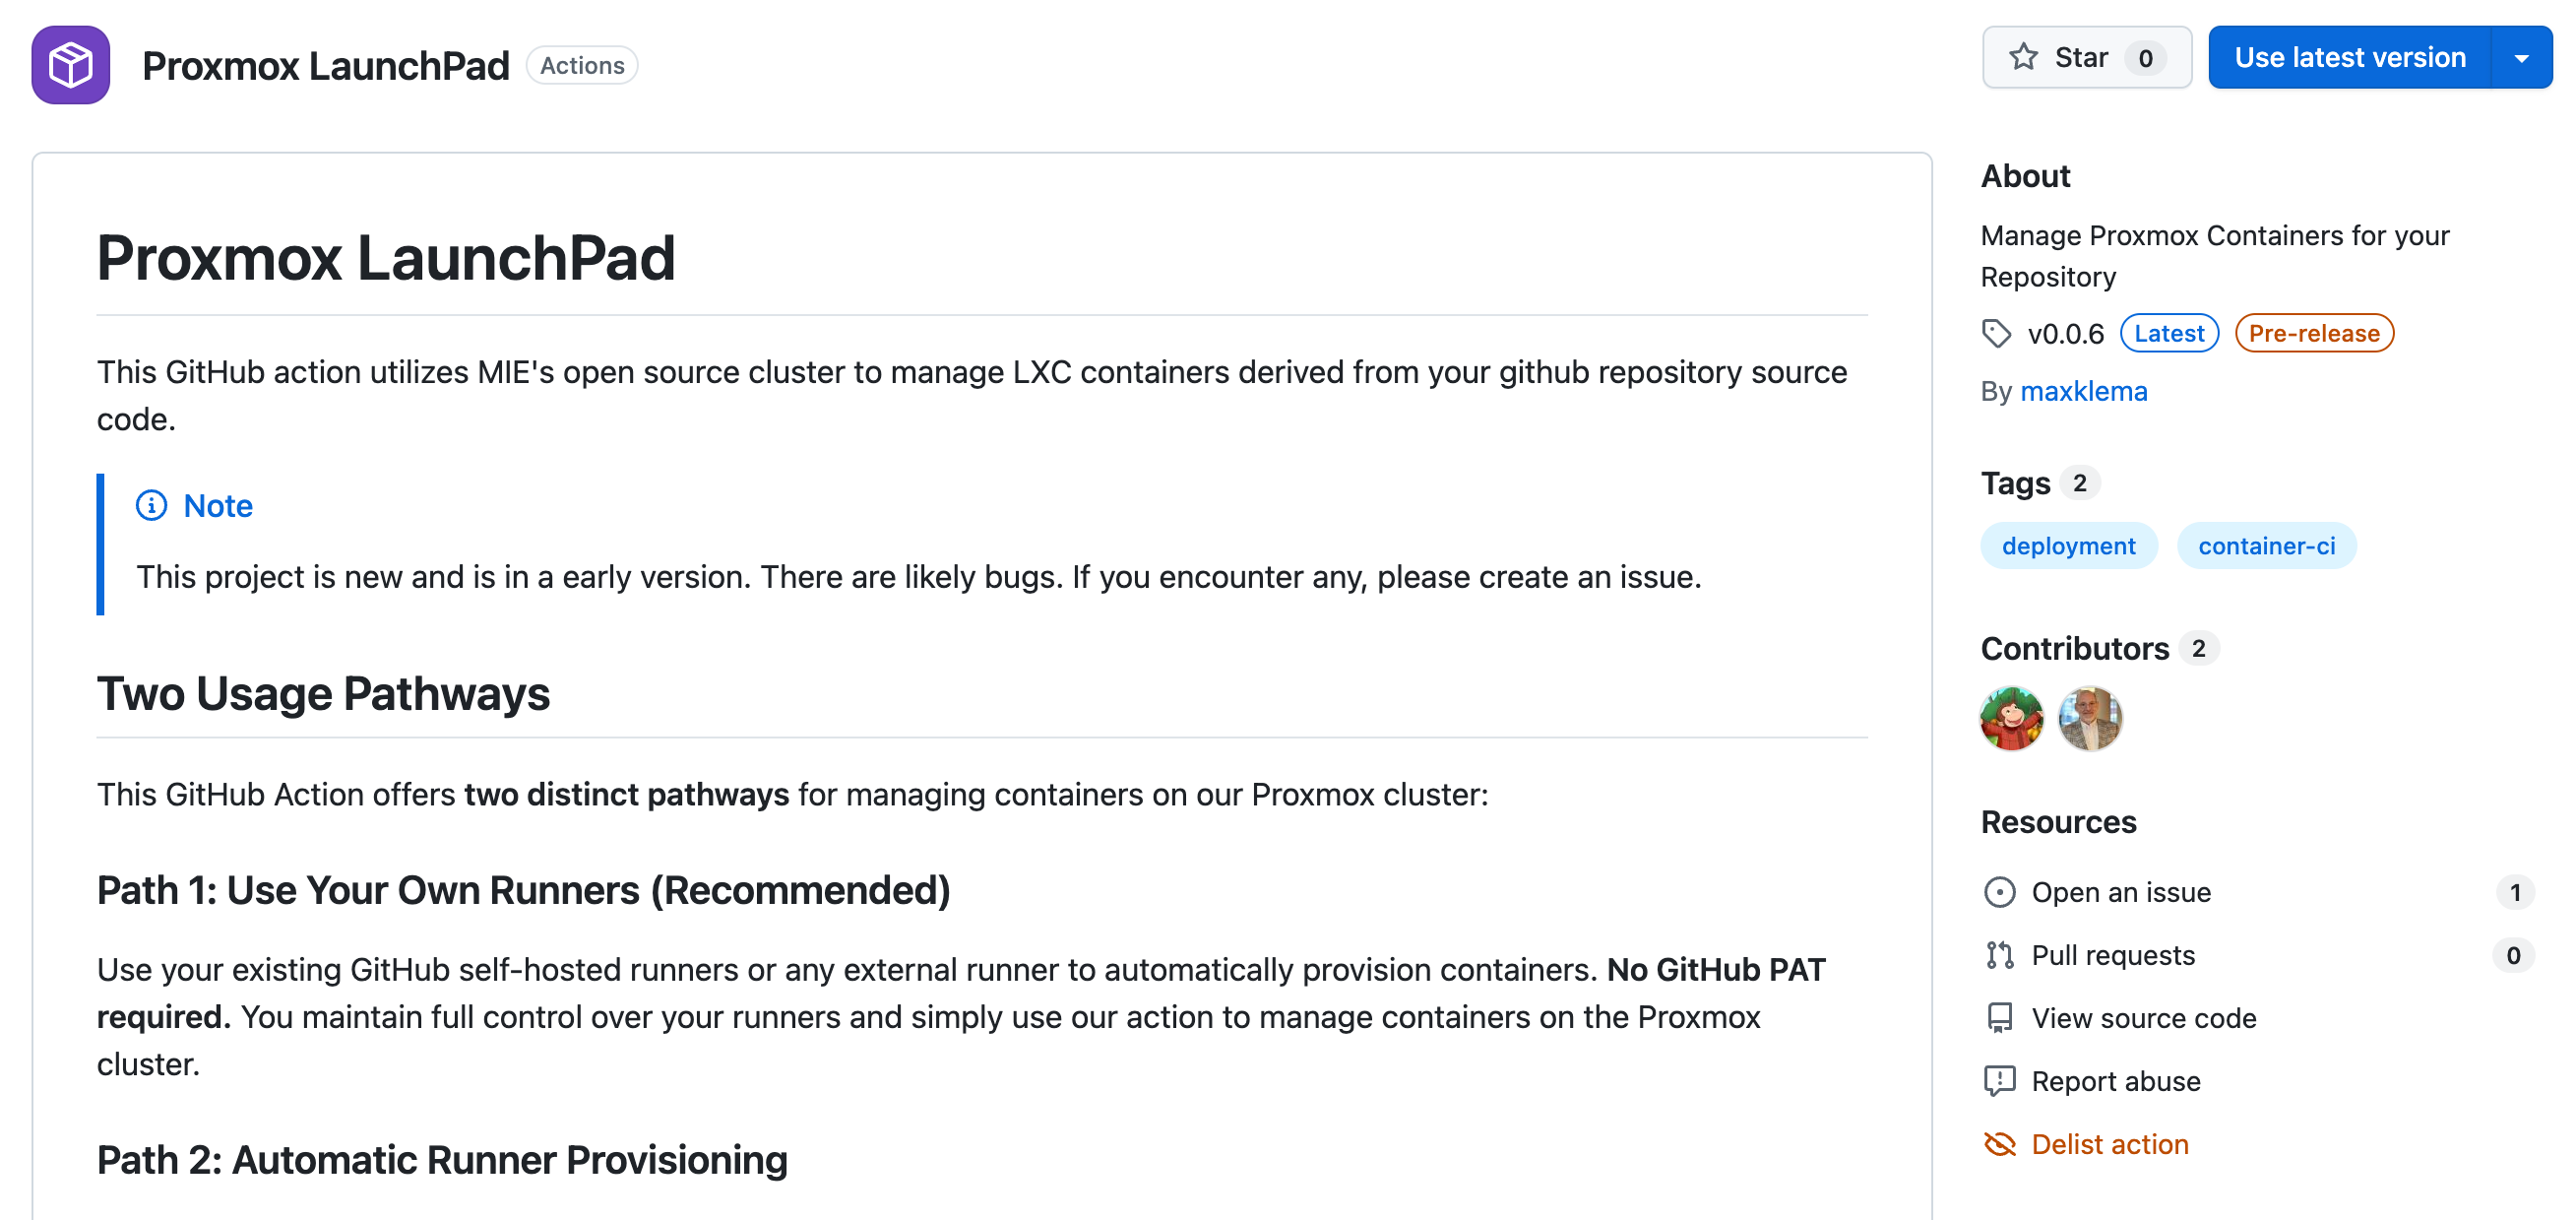 Proxmox LaunchPad Actions
Star 0
Use latest version
Proxmox LaunchPad
This GitHub action utilizes MIE's open source cluster to manage LXC containers derived from your github repository source
code.
Note
This project is new and is in a early version. There are likely bugs. If you encounter any, please create an issue.
Two Usage Pathways
This GitHub Action offers two distinct pathways for managing containers on our Proxmox cluster:
Path 1: Use Your Own Runners (Recommended)
Use your existing GitHub self-hosted runners or any external runner to automatically provision containers. No GitHub PAT
required. You maintain full control over your runners and simply use our action to manage containers on the Proxmox
cluster.
Path 2: Automatic Runner Provisioning
About
Manage Proxmox Containers for your
Repository
v0.0.6 Latest Pre-release
By maxklema
Tags 2
deployment container-ci
Contributors 2
Resources
Open an issue 1
Pull requests 0
View source code
Report abuse
Delist action